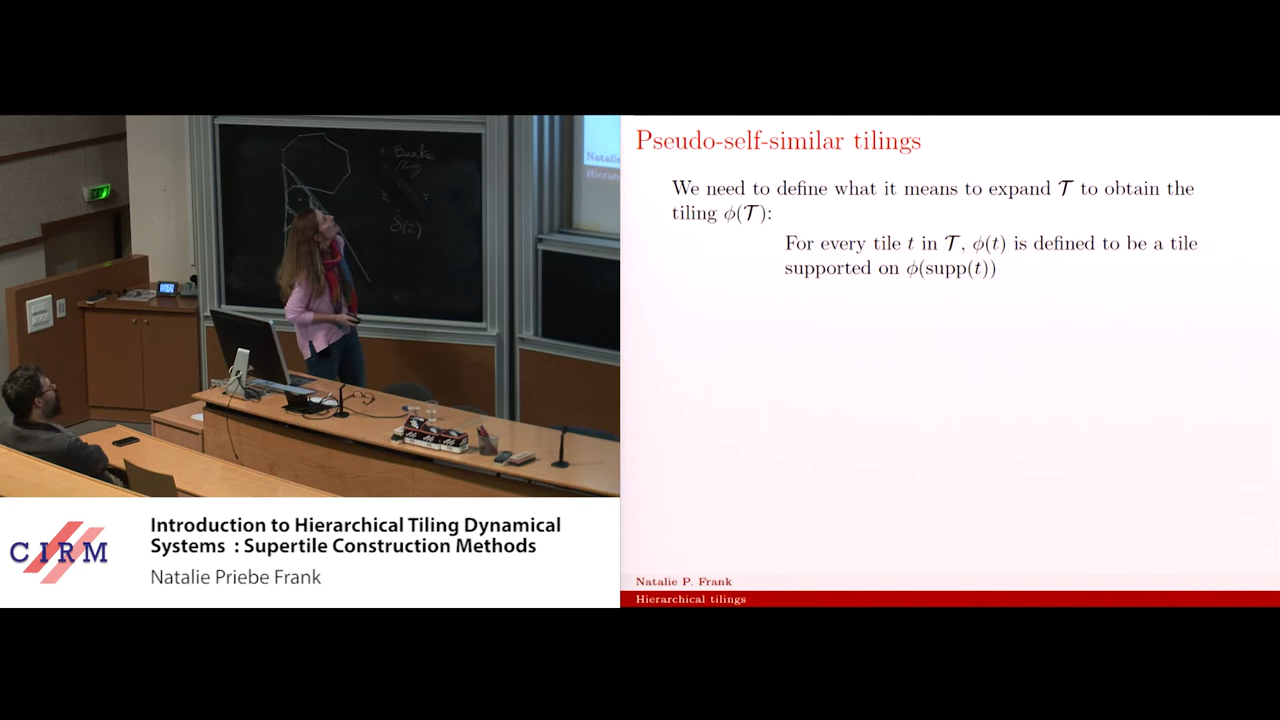 Pseudo-self-similar tilings
We need to define what it means to expand 𝒯 to obtain the
tiling ϕ(𝒯):
For every tile t in 𝒯, ϕ(t) is defined to be a tile
supported on ϕ(supp(t))
Natalie P. Frank
Hierarchical tilings
CIRM
Introduction to Hierarchical Tiling Dynamical
Systems : Supertile Construction Methods
Natalie Priebe Frank